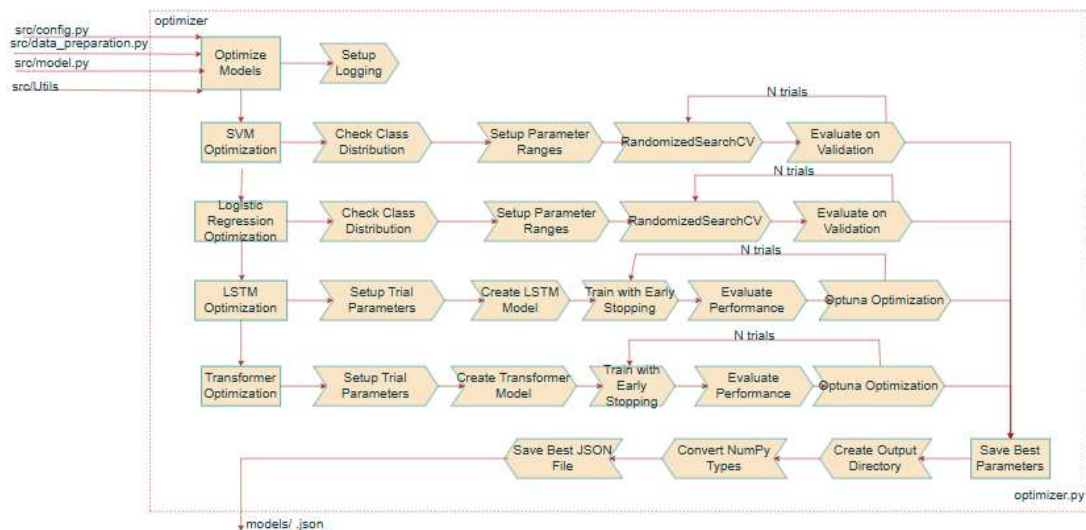 optimizer
src/config.py
src/data_preparation.py
src/model.py
src/Utils
Optimize
Models
Setup
Logging
N trials
SVM
Optimization
Check Class
Distribution
Setup Parameter
Ranges
RandomizedSearchCV
Evaluate on
Validation
N trials
Logistic
Regression
Optimization
Check Class
Distribution
Setup Parameter
Ranges
RandomizedSearchCV
Evaluate on
Validation
N trials
LSTM
Optimization
Setup Trial
Parameters
Create LSTM
Model
Train with Early
Stopping
Evaluate
Performance
Optuna Optimization
N trials
Transformer
Optimization
Setup Trial
Parameters
Create Transformer
Model
Train with
Early
Stopping
Evaluate
Performance
Optuna Optimization
Save Best
Parameters
Create Output
Directory
Convert NumPy
Types
Save Best JSON
File
optimizer.py
models/ .json